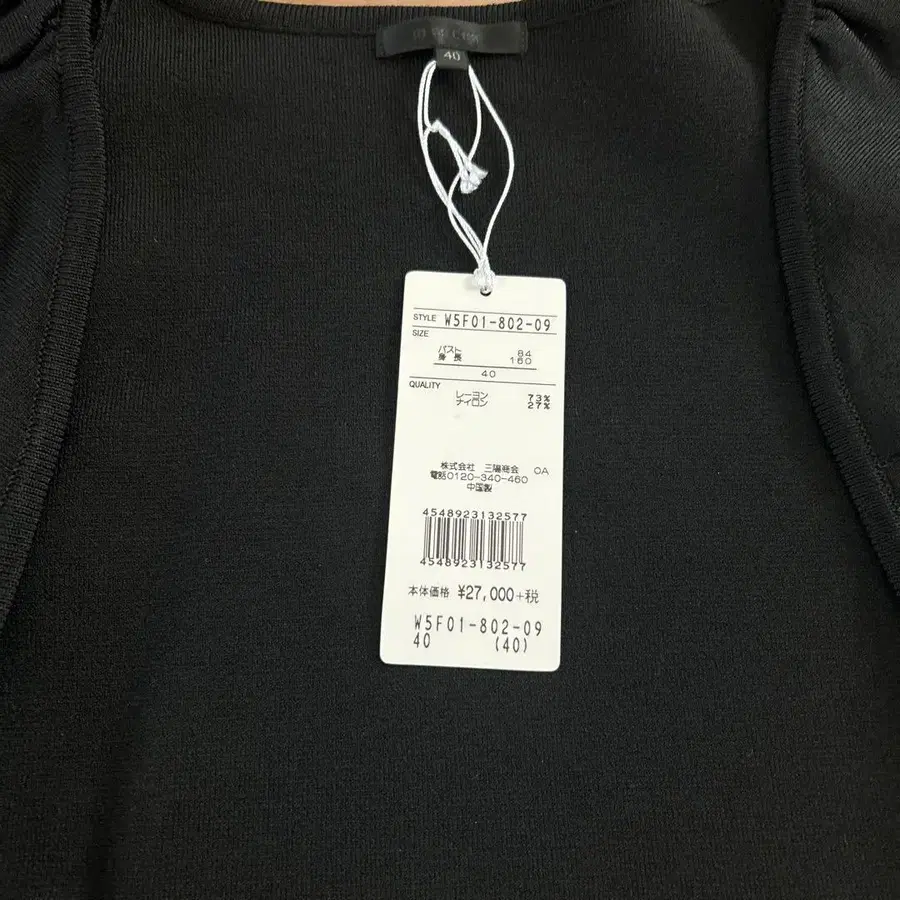 40
STYLE W5F01-802-09
SIZE
バスト 84
身長 160
40
QUALITY
レーヨン 73%
ナイロン 27%
株式会社 三陽商会 OA
電話0120-340-460
中国製
4548923132577
4548923132577
本体価格 ¥27,000+税
W5F01-802-09
40 (40)